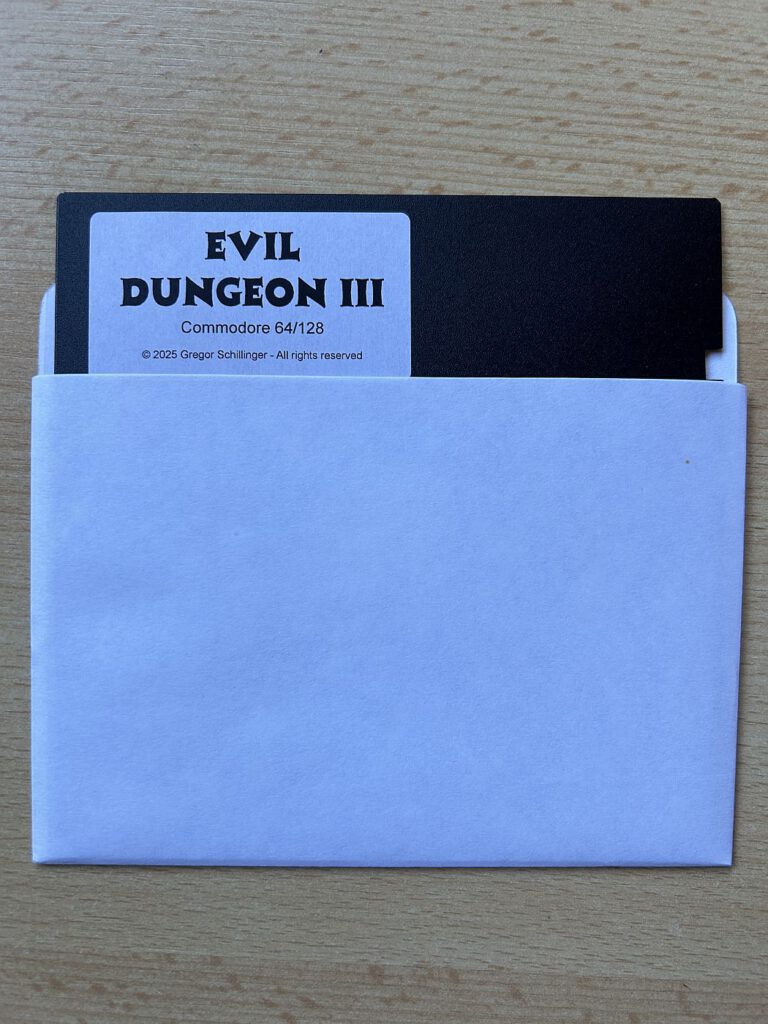 EVIL
DUNGEON III
Commodore 64/128
© 2025 Gregor Schillinger - All rights reserved